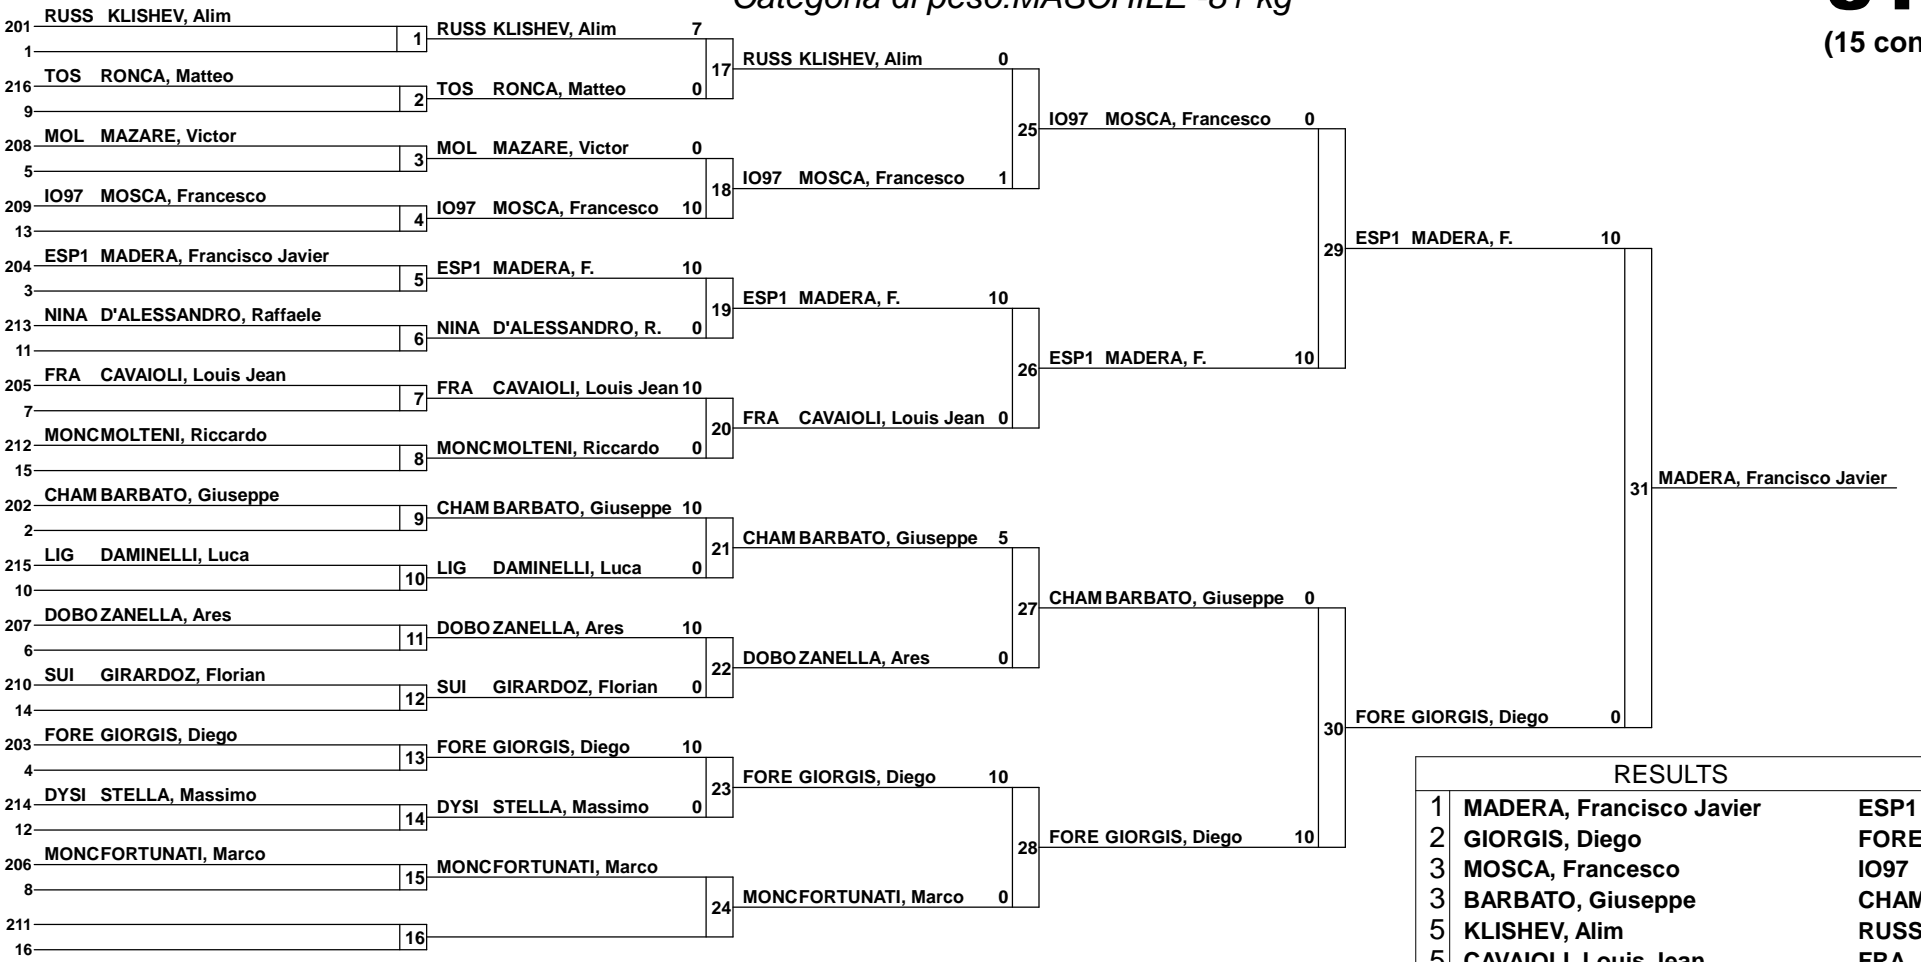 Categoria di peso:MASCHILE -81 kg
(15 con
201 RUSS KLISHEV, Alim
1
216 TOS RONCA, Matteo
9
208 MOL MAZARE, Victor
5
209 IO97 MOSCA, Francesco
13
204 ESP1 MADERA, Francisco Javier
3
213 NINA D'ALESSANDRO, Raffaele
11
205 FRA CAVAIOLI, Louis Jean
7
212 MONC MOLTENI, Riccardo
15
202 CHAM BARBATO, Giuseppe
2
215 LIG DAMINELLI, Luca
10
207 DOBO ZANELLA, Ares
6
210 SUI GIRARDOZ, Florian
14
203 FORE GIORGIS, Diego
4
214 DYSI STELLA, Massimo
12
206 MONC FORTUNATI, Marco
8
211
16
1 RUSS KLISHEV, Alim 7
2 TOS RONCA, Matteo 0
3 MOL MAZARE, Victor 0
4 IO97 MOSCA, Francesco 10
5 ESP1 MADERA, F. 10
6 NINA D'ALESSANDRO, R. 0
7 FRA CAVAIOLI, Louis Jean 10
8 MONC MOLTENI, Riccardo 0
9 CHAM BARBATO, Giuseppe 10
10 LIG DAMINELLI, Luca 0
11 DOBO ZANELLA, Ares 10
12 SUI GIRARDOZ, Florian 0
13 FORE GIORGIS, Diego 10
14 DYSI STELLA, Massimo 0
15 MONC FORTUNATI, Marco
16
17 RUSS KLISHEV, Alim 0
18 IO97 MOSCA, Francesco 1
19 ESP1 MADERA, F. 10
20 FRA CAVAIOLI, Louis Jean 0
21 CHAM BARBATO, Giuseppe 5
22 DOBO ZANELLA, Ares 0
23 FORE GIORGIS, Diego 10
24 MONC FORTUNATI, Marco 0
25 IO97 MOSCA, Francesco 0
26 ESP1 MADERA, F. 10
27 CHAM BARBATO, Giuseppe 0
28 FORE GIORGIS, Diego 10
29 ESP1 MADERA, F. 10
30 FORE GIORGIS, Diego 0
31 MADERA, Francisco Javier
RESULTS
1 MADERA, Francisco Javier ESP1
2 GIORGIS, Diego FORE
3 MOSCA, Francesco IO97
3 BARBATO, Giuseppe CHAM
5 KLISHEV, Alim RUSS
5 CAVAIOLI, Louis Jean FRA